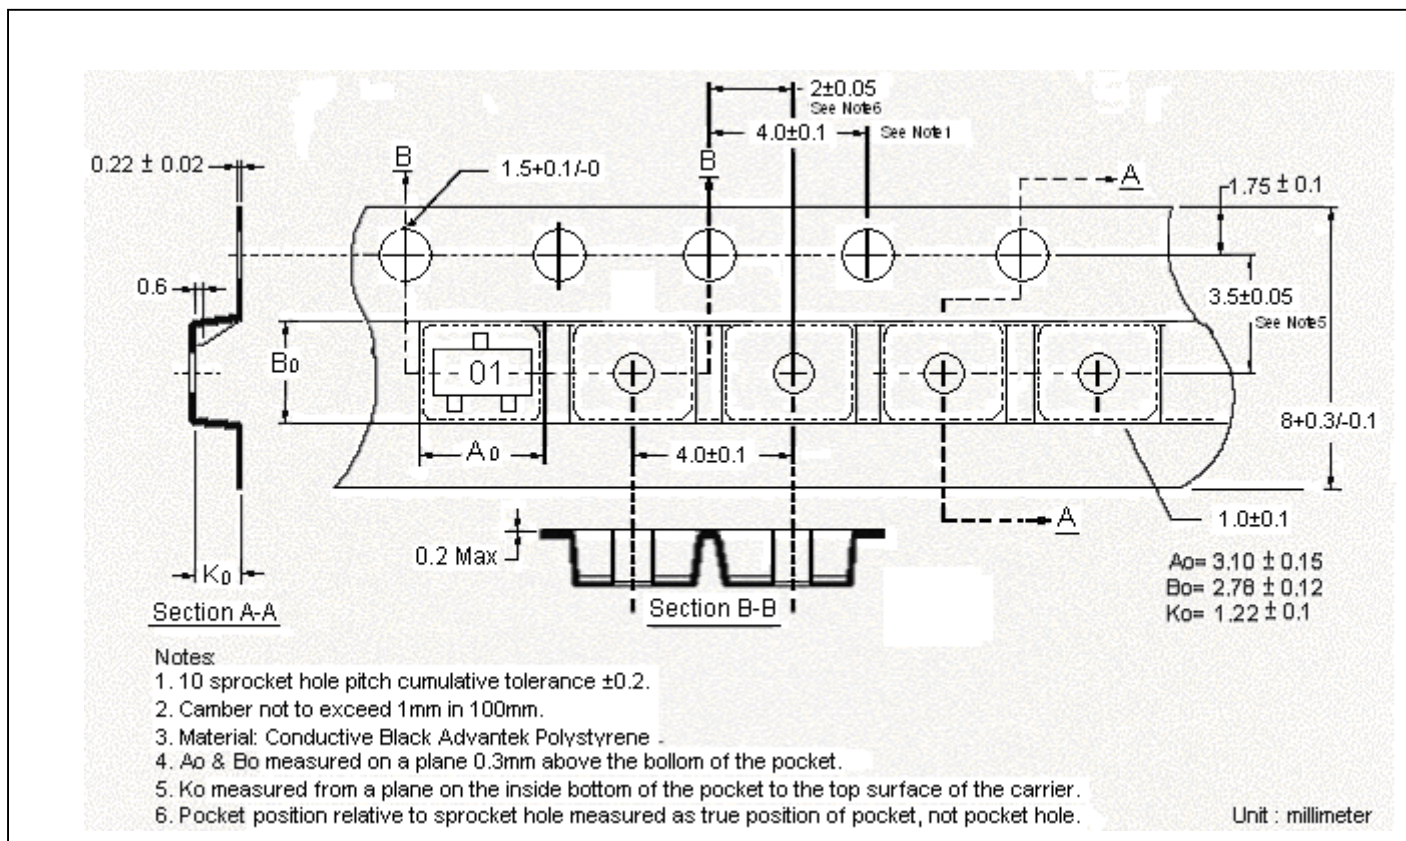 2±0.05
See Note6
4.0±0.1
See Note1
0.22 ± 0.02
B
1.5+0.1/-0
B
A
1.75 ± 0.1
0.6
3.5±0.05
See Note5
B0
01
8+0.3/-0.1
A0
4.0±0.1
A
1.0±0.1
0.2 Max
K0
Section A-A
Section B-B
Ao= 3.10 ± 0.15
Bo= 2.78 ± 0.12
Ko= 1.22 ± 0.1
Notes:
1. 10 sprocket hole pitch cumulative tolerance ±0.2.
2. Camber not to exceed 1mm in 100mm.
3. Material: Conductive Black Advantek Polystyrene .
4. Ao & Bo measured on a plane 0.3mm above the bollom of the pocket.
5. Ko measured from a plane on the inside bottom of the pocket to the top surface of the carrier.
6. Pocket position relative to sprocket hole measured as true position of pocket, not pocket hole.
Unit : millimeter